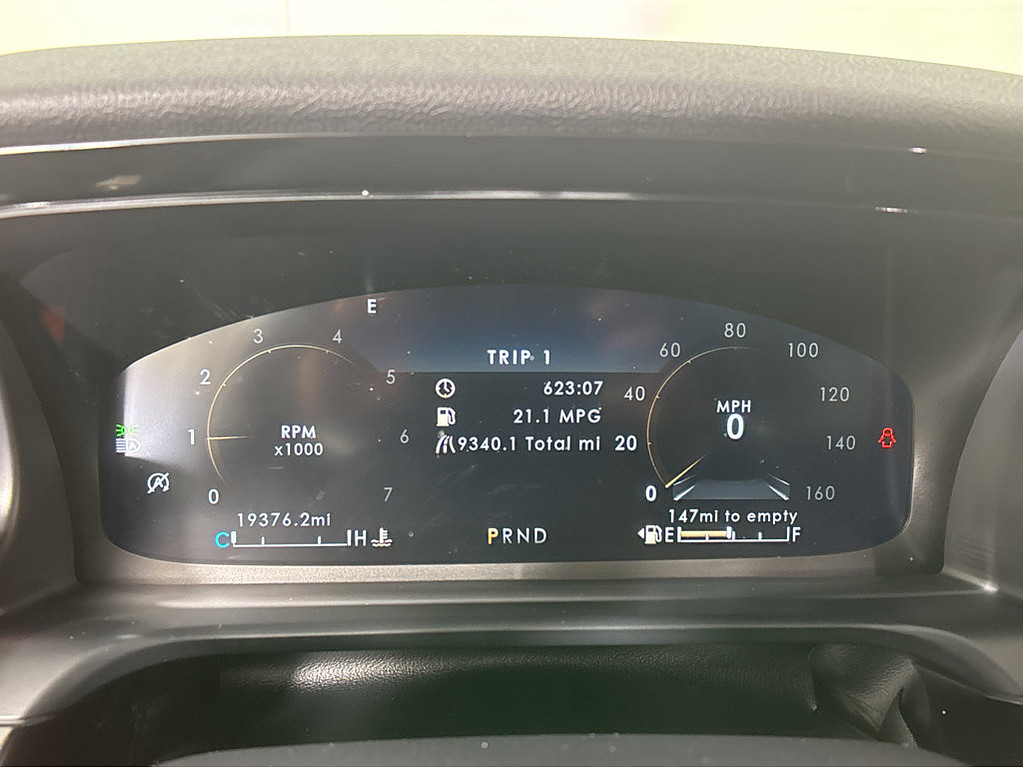 E
TRIP 1
623:07
21.1 MPG
19340.1 Total mi
0
1
2
3
4
5
6
7
RPM
x1000
0
20
40
60
80
100
120
140
160
MPH
0
A
A
19376.2mi
C H
PRND
147mi to empty
E F